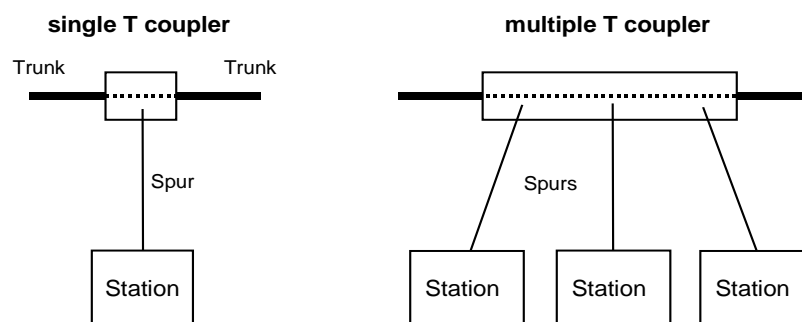 single T coupler
multiple T coupler
Trunk
Trunk
Spur
Spurs
Station
Station
Station
Station